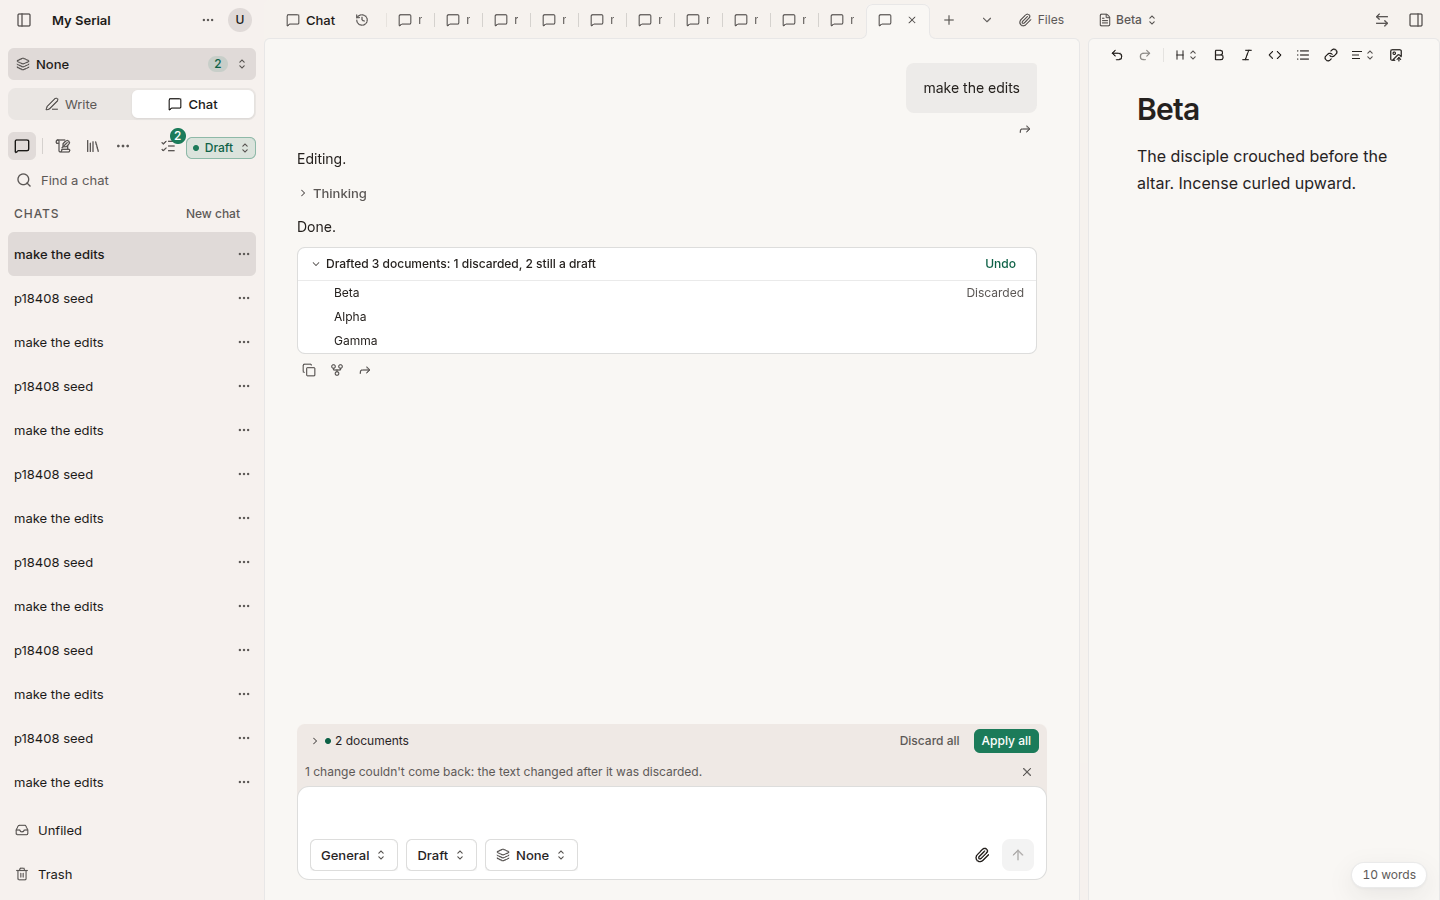 My Serial
U
None
2
Write
Chat
2
Draft
Find a chat
CHATS
New chat
make the edits
p18408 seed
make the edits
p18408 seed
make the edits
p18408 seed
make the edits
p18408 seed
make the edits
p18408 seed
make the edits
p18408 seed
make the edits
Unfiled
Trash
Chat
Files
make the edits
Editing.
Thinking
Done.
Drafted 3 documents: 1 discarded, 2 still a draft
Undo
Beta
Discarded
Alpha
Gamma
2 documents
Discard all
Apply all
1 change couldn't come back: the text changed after it was discarded.
General
Draft
None
Beta
H
B
I
Beta
The disciple crouched before the
altar. Incense curled upward.
10 words